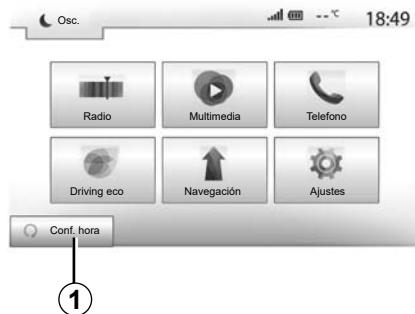 Osc.
--°C
18:49
Radio
Multimedia
Telefono
Driving eco
Navegación
Ajustes
Conf. hora
1